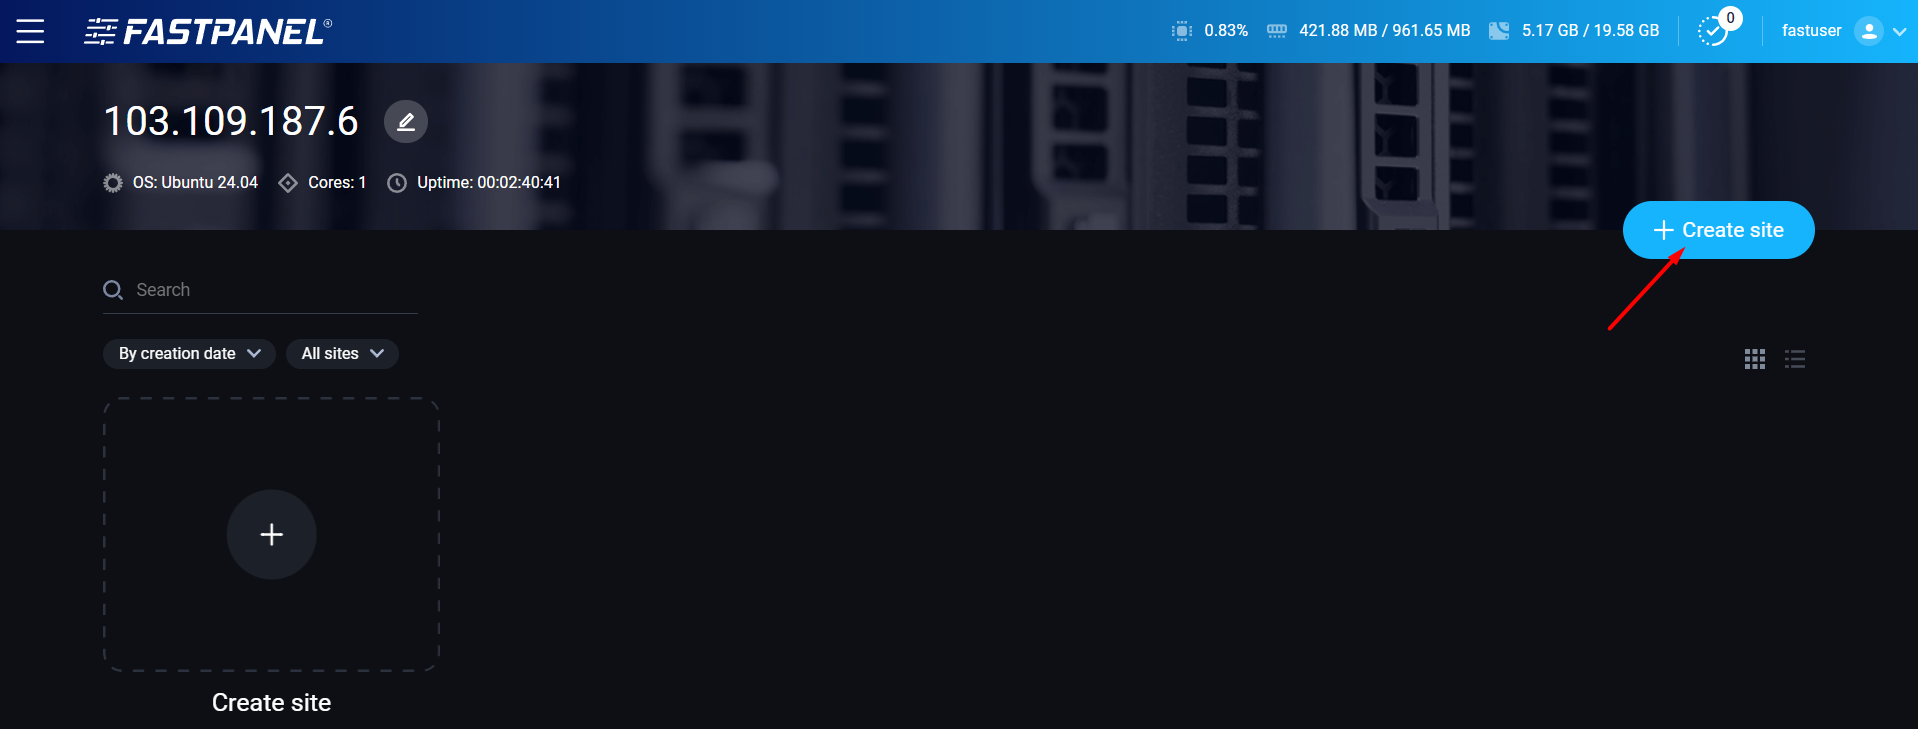 FASTPANEL®
0.83%
421.88 MB / 961.65 MB
5.17 GB / 19.58 GB
0
fastuser
103.109.187.6
OS: Ubuntu 24.04
Cores: 1
Uptime: 00:02:40:41
Create site
Search
By creation date
All sites
Create site